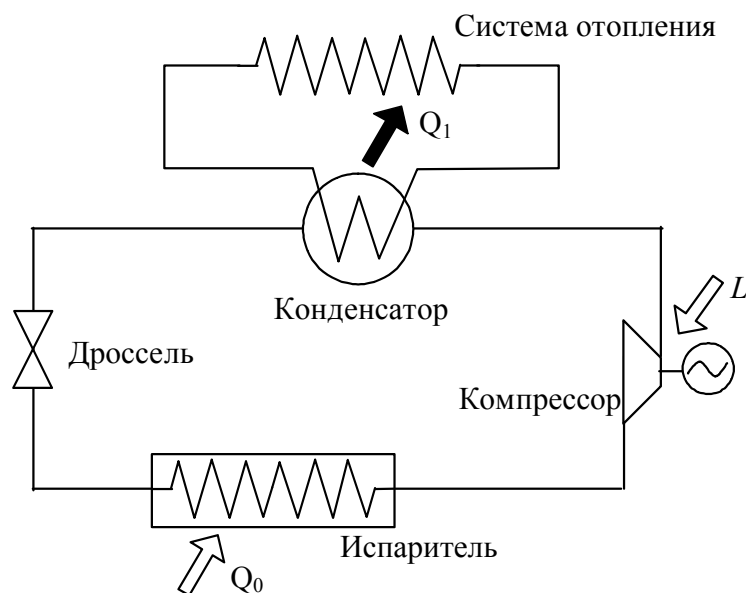 Система отопления
Q₁
Конденсатор
L
Дроссель
Компрессор
Испаритель
Q₀